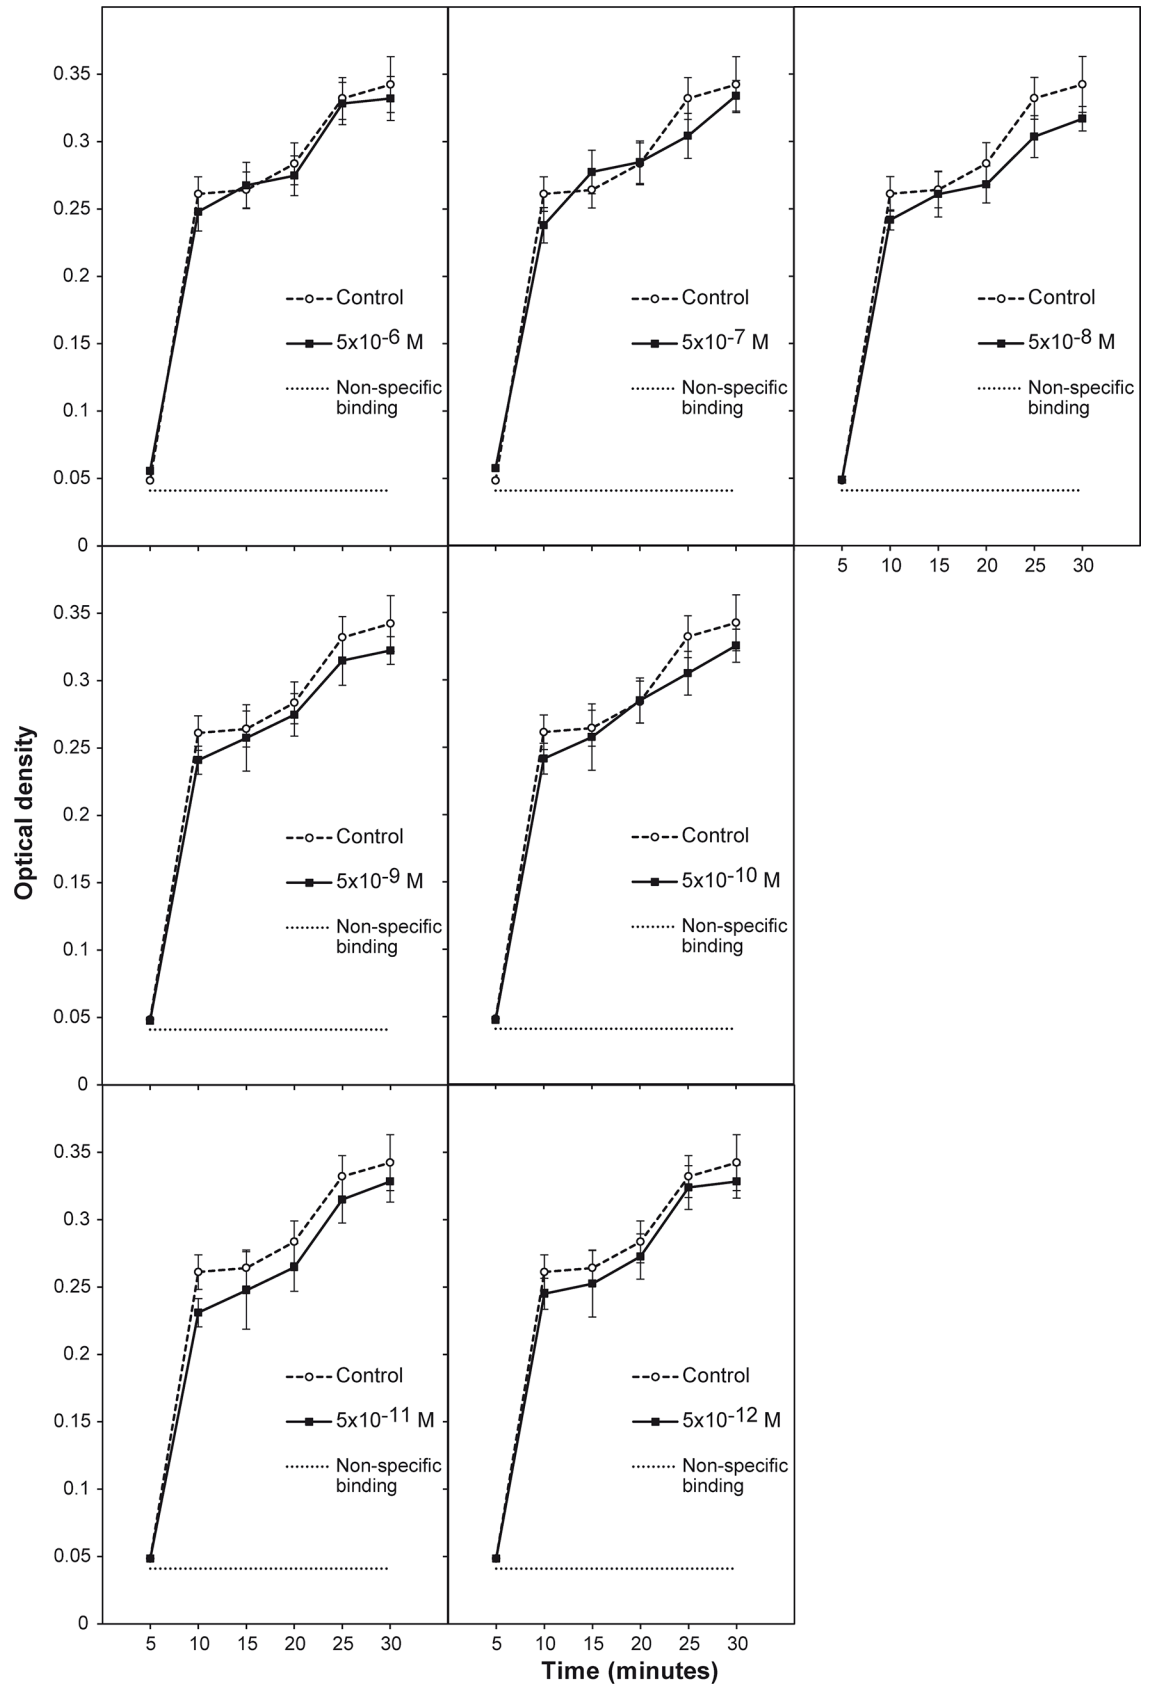 0.35
0.3
0.25
0.2
0.15
0.1
0.05
0
Control
5x10-6 M
Non-specific
binding
Control
5x10-7 M
Non-specific
binding
Control
5x10-8 M
Non-specific
binding
5 10 15 20 25 30
Optical density
0.35
0.3
0.25
0.2
0.15
0.1
0.05
0
Control
5x10-9 M
Non-specific
binding
Control
5x10-10 M
Non-specific
binding
0.35
0.3
0.25
0.2
0.15
0.1
0.05
0
Control
5x10-11 M
Non-specific
binding
Control
5x10-12 M
Non-specific
binding
5 10 15 20 25 30
5 10 15 20 25 30
Time (minutes)